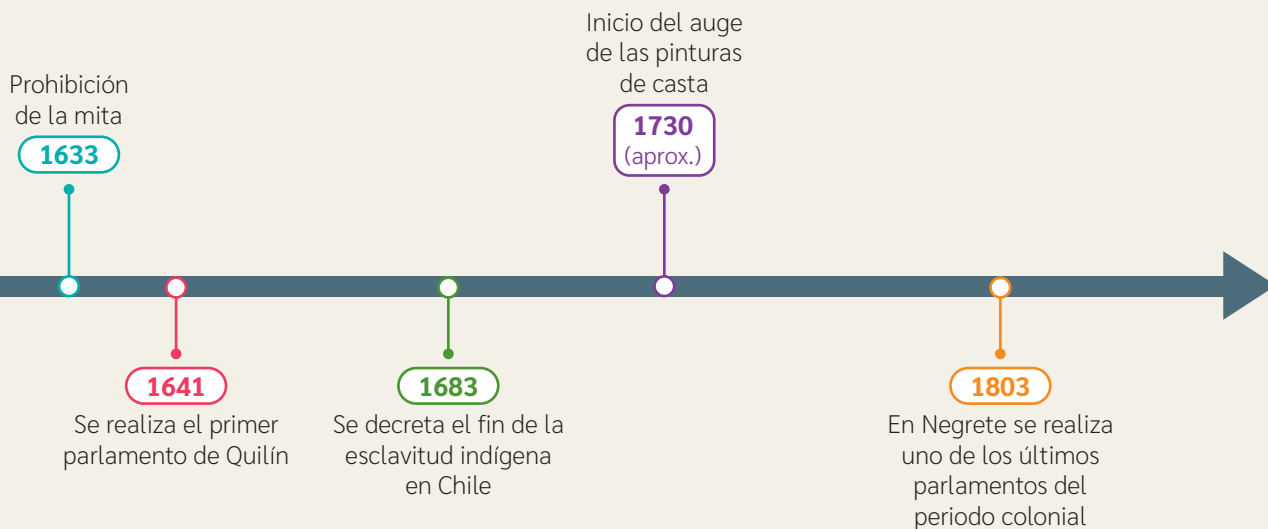 Prohibición
de la mita
1633
1641
Se realiza el primer
parlamento de Quilín
1683
Se decreta el fin de la
esclavitud indígena
en Chile
Inicio del auge
de las pinturas
de casta
1730
(aprox.)
1803
En Negrete se realiza
uno de los últimos
parlamentos del
periodo colonial